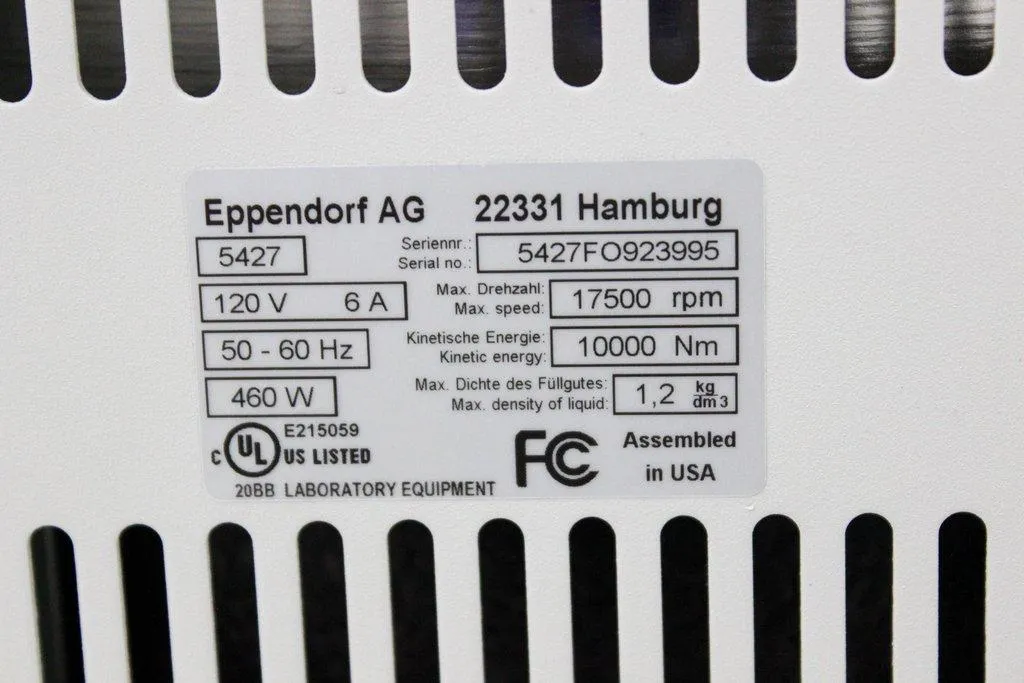 Eppendorf AG 22331 Hamburg
5427 Seriennr.: Serial no.: 5427FO923995
120 V 6 A Max. Drehzahl: Max. speed: 17500 rpm
50 - 60 Hz Kinetische Energie: Kinetic energy: 10000 Nm
460 W Max. Dichte des Füllgutes: Max. density of liquid: 1,2 kg/dm3
E215059
c UL US LISTED FC Assembled in USA
20BB LABORATORY EQUIPMENT